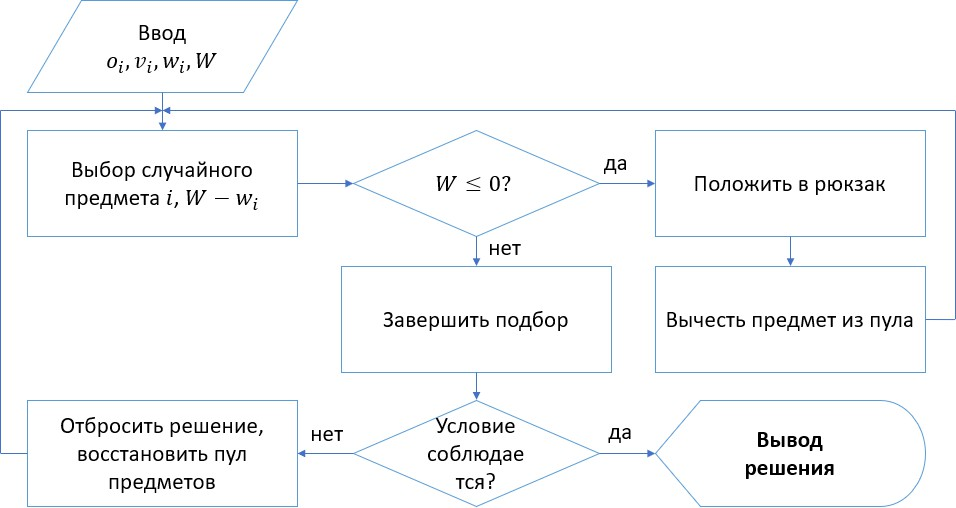 Ввод
oᵢ, vᵢ, wᵢ, W
Выбор случайного
предмета i, W − wᵢ
W ≤ 0?
да
Положить в рюкзак
нет
Завершить подбор
Вычесть предмет из пула
Отбросить решение,
восстановить пул
предметов
нет
Условие
соблюдае
тся?
да
Вывод
решения